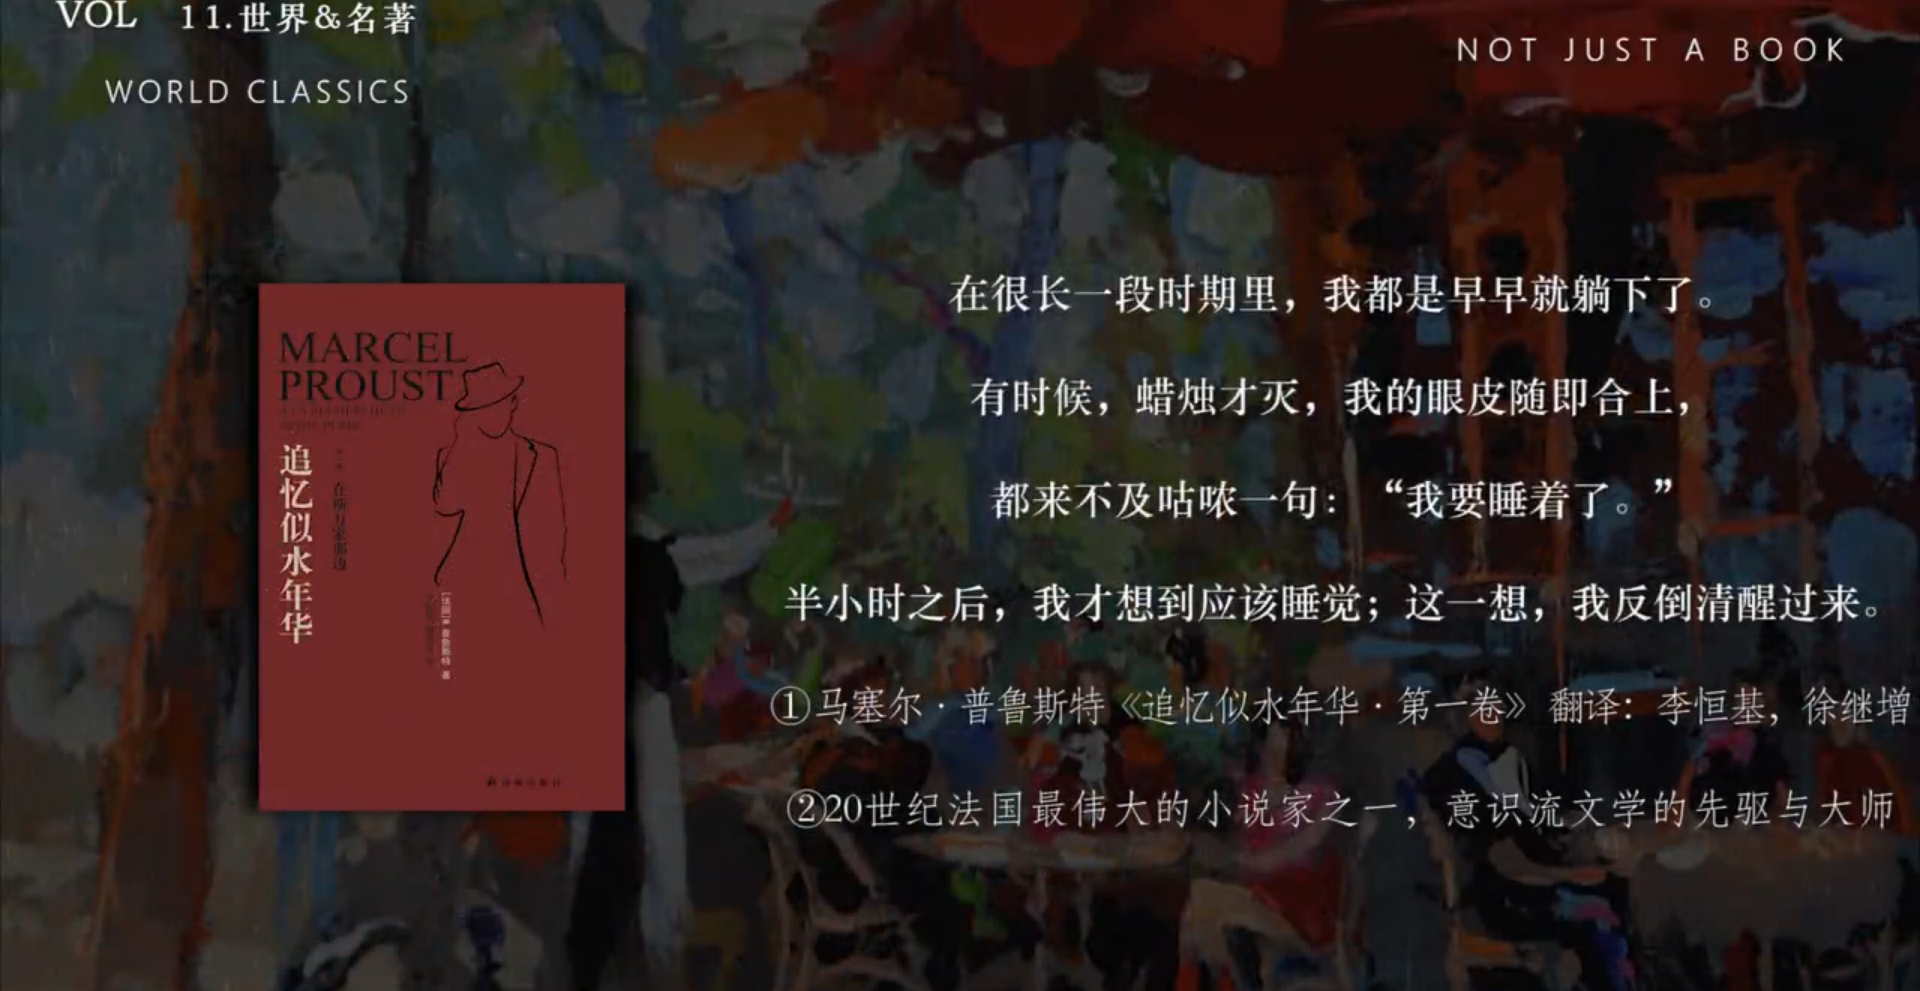 VOL 11.世界&名著
WORLD CLASSICS
NOT JUST A BOOK
MARCEL
PROUST
追忆似水年华
在斯万家那边
[法国]M.普鲁斯特 著
在很长一段时期里，我都是早早就躺下了。
有时候，蜡烛才灭，我的眼皮随即合上，
都来不及咕哝一句：“我要睡着了。”
半小时之后，我才想到应该睡觉；这一想，我反倒清醒过来。
①马塞尔·普鲁斯特《追忆似水年华·第一卷》 翻译：李恒基，徐继增
②20世纪法国最伟大的小说家之一，意识流文学的先驱与大师